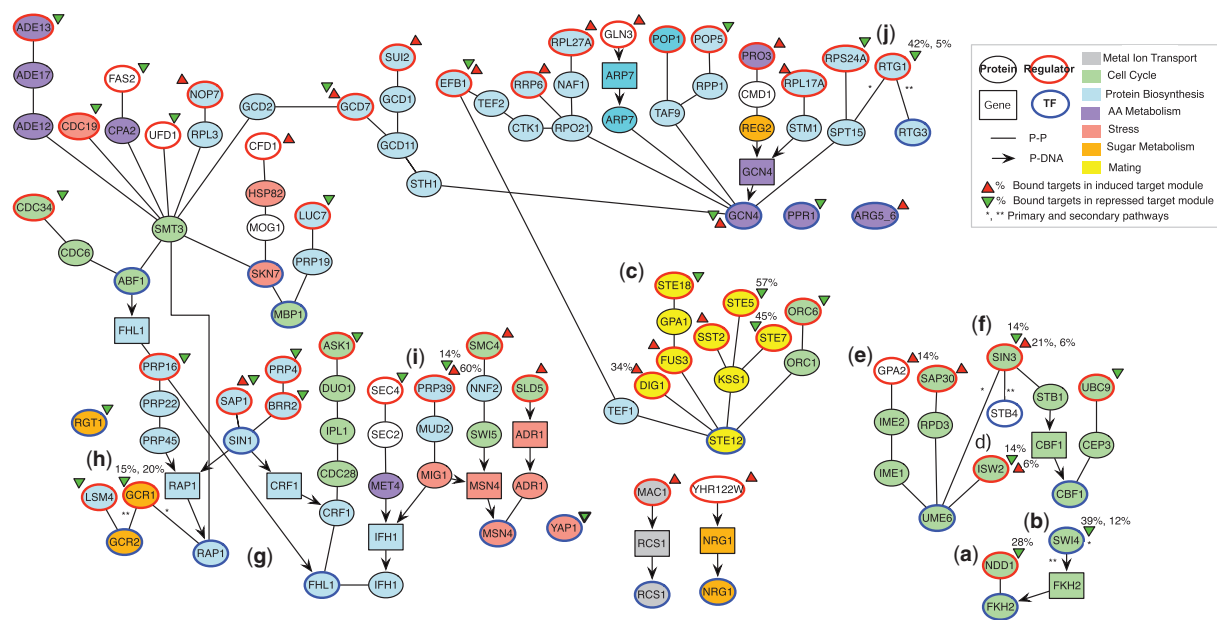 ADE13
ADE17
ADE12
FAS2
CDC19
CPA2
UFD1
NOP7
RPL3
GCD2
GCD7
SUI2
GCD1
GCD11
STH1
CFD1
HSP82
MOG1
SKN7
LUC7
PRP19
MBP1
SMT3
CDC34
CDC6
ABF1
FHL1
PRP16
PRP22
PRP45
RAP1
RAP1
RGT1
(h)
15%, 20%
LSM4
GCR1
**
*
GCR2
SAP1
PRP4
BRR2
SIN1
CRF1
ASK1
DUO1
IPL1
CDC28
CRF1
(g)
FHL1
IFH1
IFH1
SEC4
SEC2
MET4
(i)
14%
60%
PRP39
MUD2
MIG1
SMC4
NNF2
SWI5
MSN4
MSN4
SLD5
ADR1
ADR1
YAP1
EFB1
TEF2
CTK1
RRP6
RPO21
RPL27A
NAF1
GLN3
ARP7
ARP7
POP1
POP5
RPP1
TAF9
PRO3
CMD1
REG2
GCN4
GCN4
RPL17A
STM1
RPS24A
SPT15
(j)
42%, 5%
RTG1
*
**
RTG3
PPR1
ARG5_6
(c)
STE18
GPA1
FUS3
34%
DIG1
SST2
STE5
57%
45%
STE7
KSS1
ORC6
ORC1
TEF1
STE12
MAC1
RCS1
RCS1
YHR122W
NRG1
NRG1
(e)
GPA2
14%
SAP30
IME2
RPD3
IME1
UME6
(f)
14%
21%, 6%
SIN3
*
**
STB4
STB1
CBF1
CBF1
UBC9
CEP3
d)
14%
6%
ISW2
(b)
39%, 12%
SWI4
*
**
(a)
28%
NDD1
FKH2
FKH2
Protein
Regulator
Gene
TF
P-P
P-DNA
Metal Ion Transport
Cell Cycle
Protein Biosynthesis
AA Metabolism
Stress
Sugar Metabolism
Mating
% Bound targets in induced target module
% Bound targets in repressed target module
*, ** Primary and secondary pathways